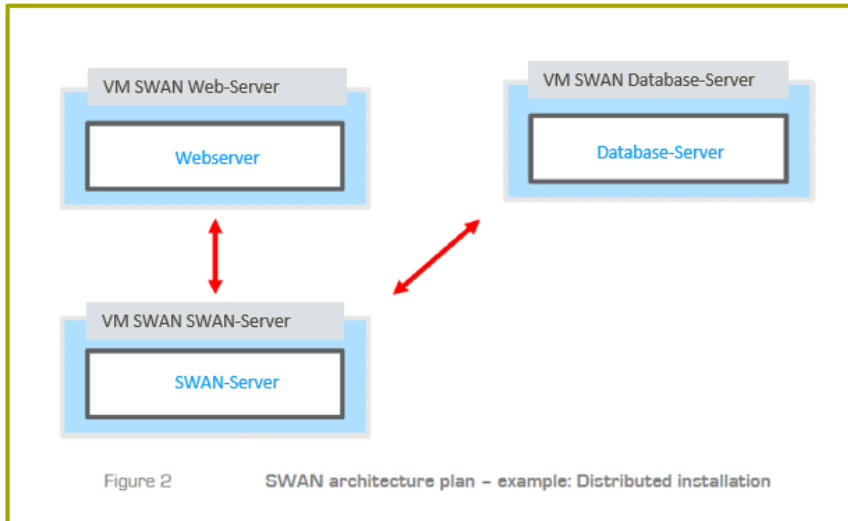 VM SWAN Web-Server
Webserver
VM SWAN Database-Server
Database-Server
VM SWAN SWAN-Server
SWAN-Server
Figure 2 SWAN architecture plan – example: Distributed installation